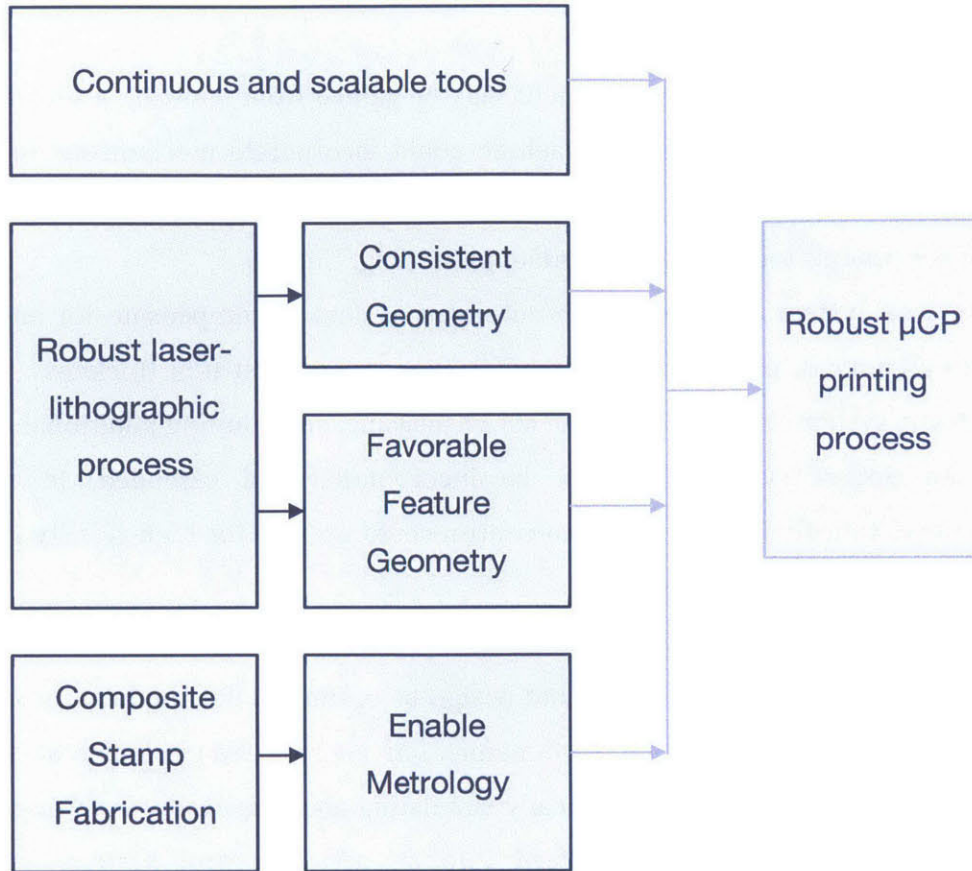 Continuous and scalable tools
Robust laser-
lithographic
process
Consistent
Geometry
Favorable
Feature
Geometry
Composite
Stamp
Fabrication
Enable
Metrology
Robust µCP
printing
process